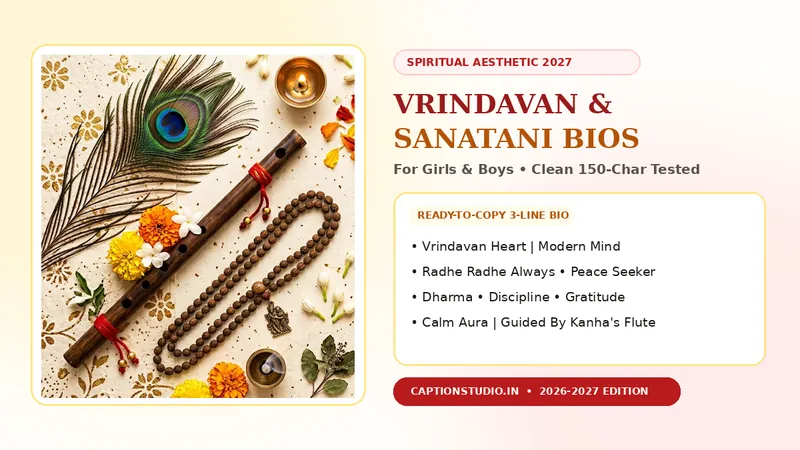 SPIRITUAL AESTHETIC 2027
VRINDAVAN &
SANATANI BIOS
For Girls & Boys • Clean 150-Char Tested
READY-TO-COPY 3-LINE BIO
• Vrindavan Heart | Modern Mind
• Radhe Radhe Always • Peace Seeker
• Dharma • Discipline • Gratitude
• Calm Aura | Guided By Kanha's Flute
CAPTIONSTUDIO.IN • 2026-2027 EDITION